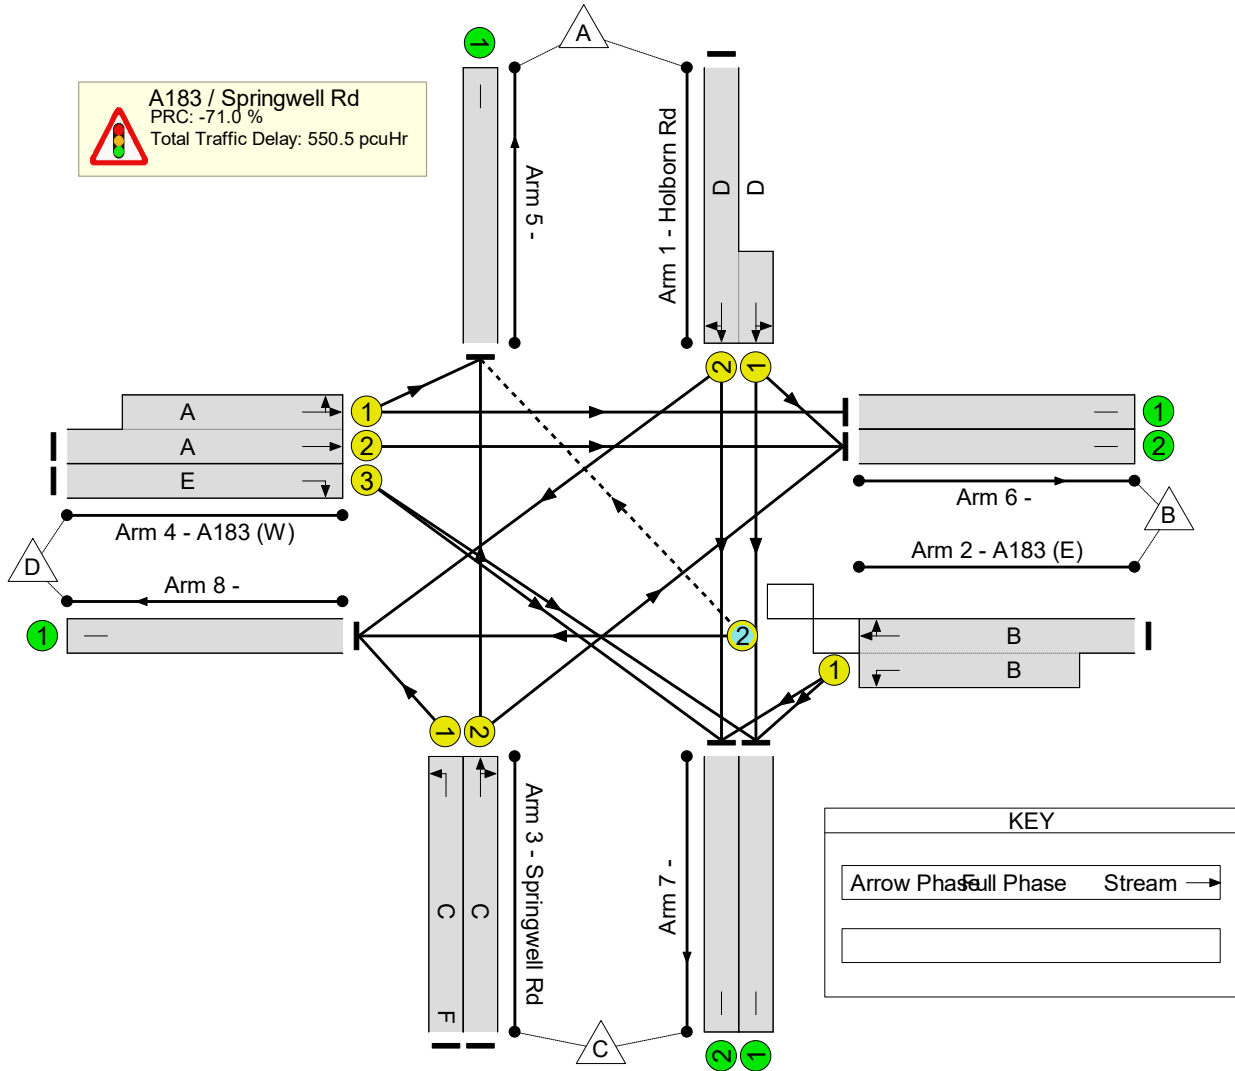 A
1
A183 / Springwell Rd
PRC: -71.0 %
Total Traffic Delay: 550.5 pcuHr
Arm 5 -
Arm 1 - Holborn Rd
D
D
2
1
A
1
1
A
2
2
E
3
Arm 4 - A183 (W)
Arm 6 -
B
D
Arm 2 - A183 (E)
Arm 8 -
1
2
B
1
B
1
2
C
C
F
Arm 3 - Springwell Rd
Arm 7 -
C
2
1
KEY
Arrow Phase Full Phase Stream